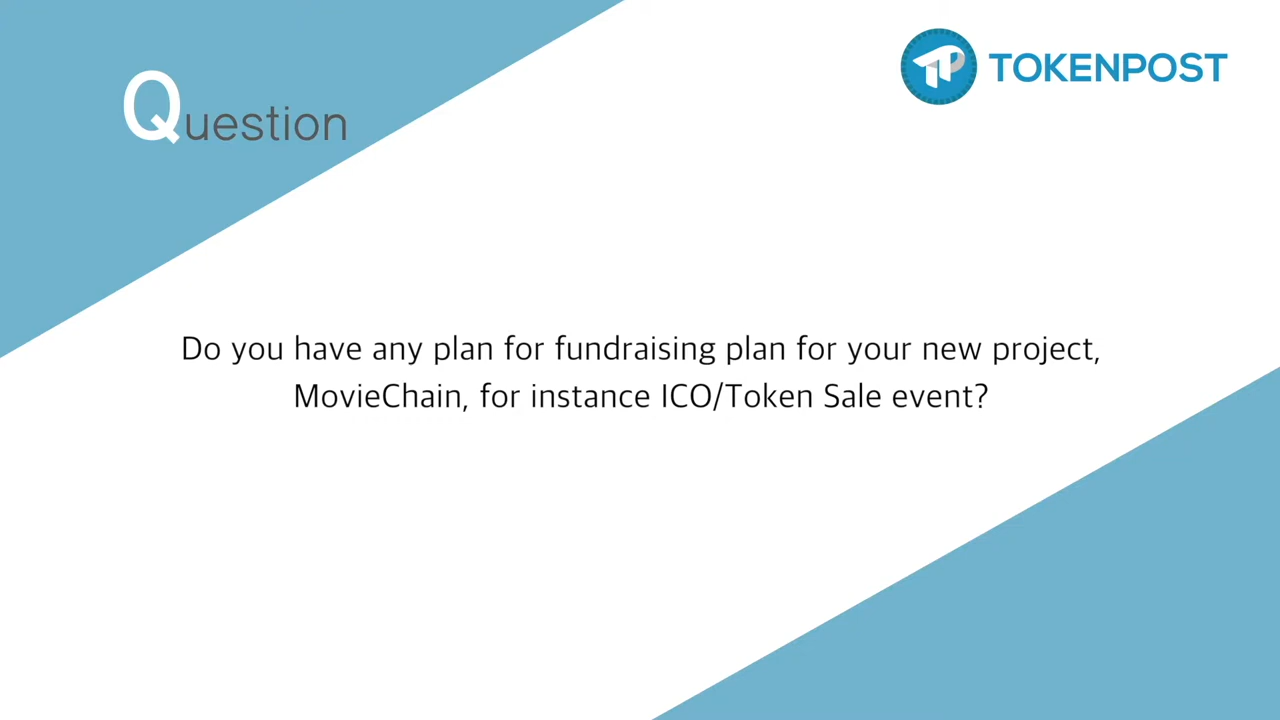 Question
TOKENPOST
Do you have any plan for fundraising plan for your new project,
MovieChain, for instance ICO/Token Sale event?